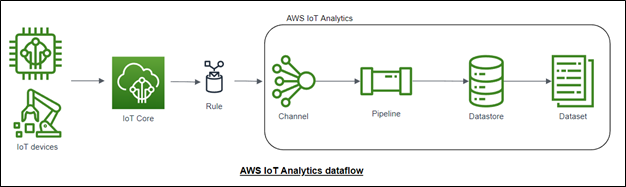 AWS IoT Analytics
IoT devices
IoT Core
Rule
Channel
Pipeline
Datastore
Dataset
AWS IoT Analytics dataflow